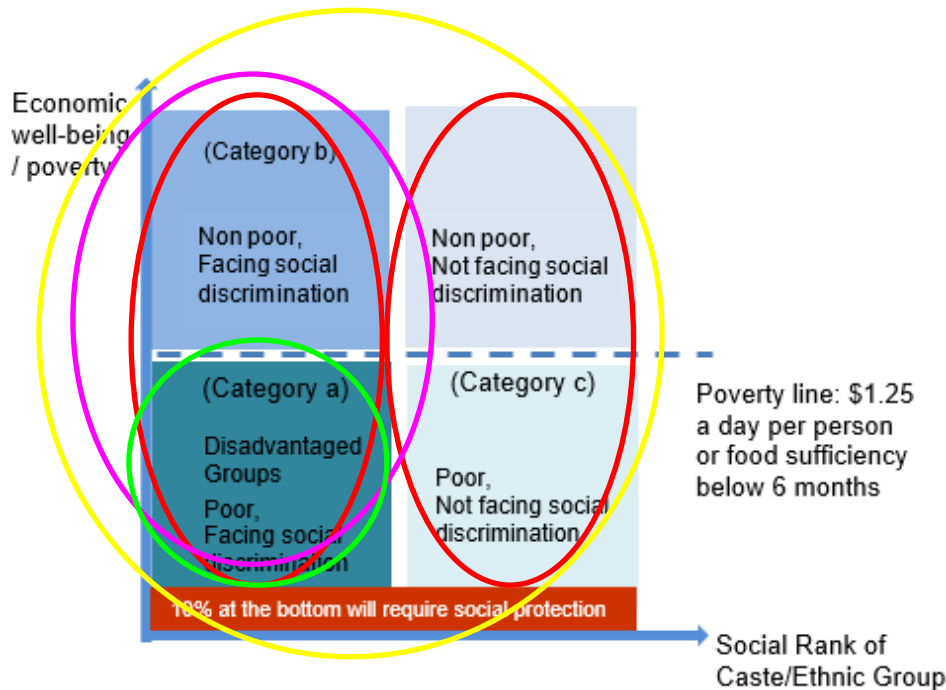 Economic
well-being
/ poverty
(Category b)
Non poor,
Facing social
discrimination
Non poor,
Not facing social
discrimination
(Category a)
Disadvantaged
Groups
Poor,
Facing social
discrimination
(Category c)
Poor,
Not facing social
discrimination
Poverty line: $1.25
a day per person
or food sufficiency
below 6 months
10% at the bottom will require social protection
Social Rank of
Caste/Ethnic Group